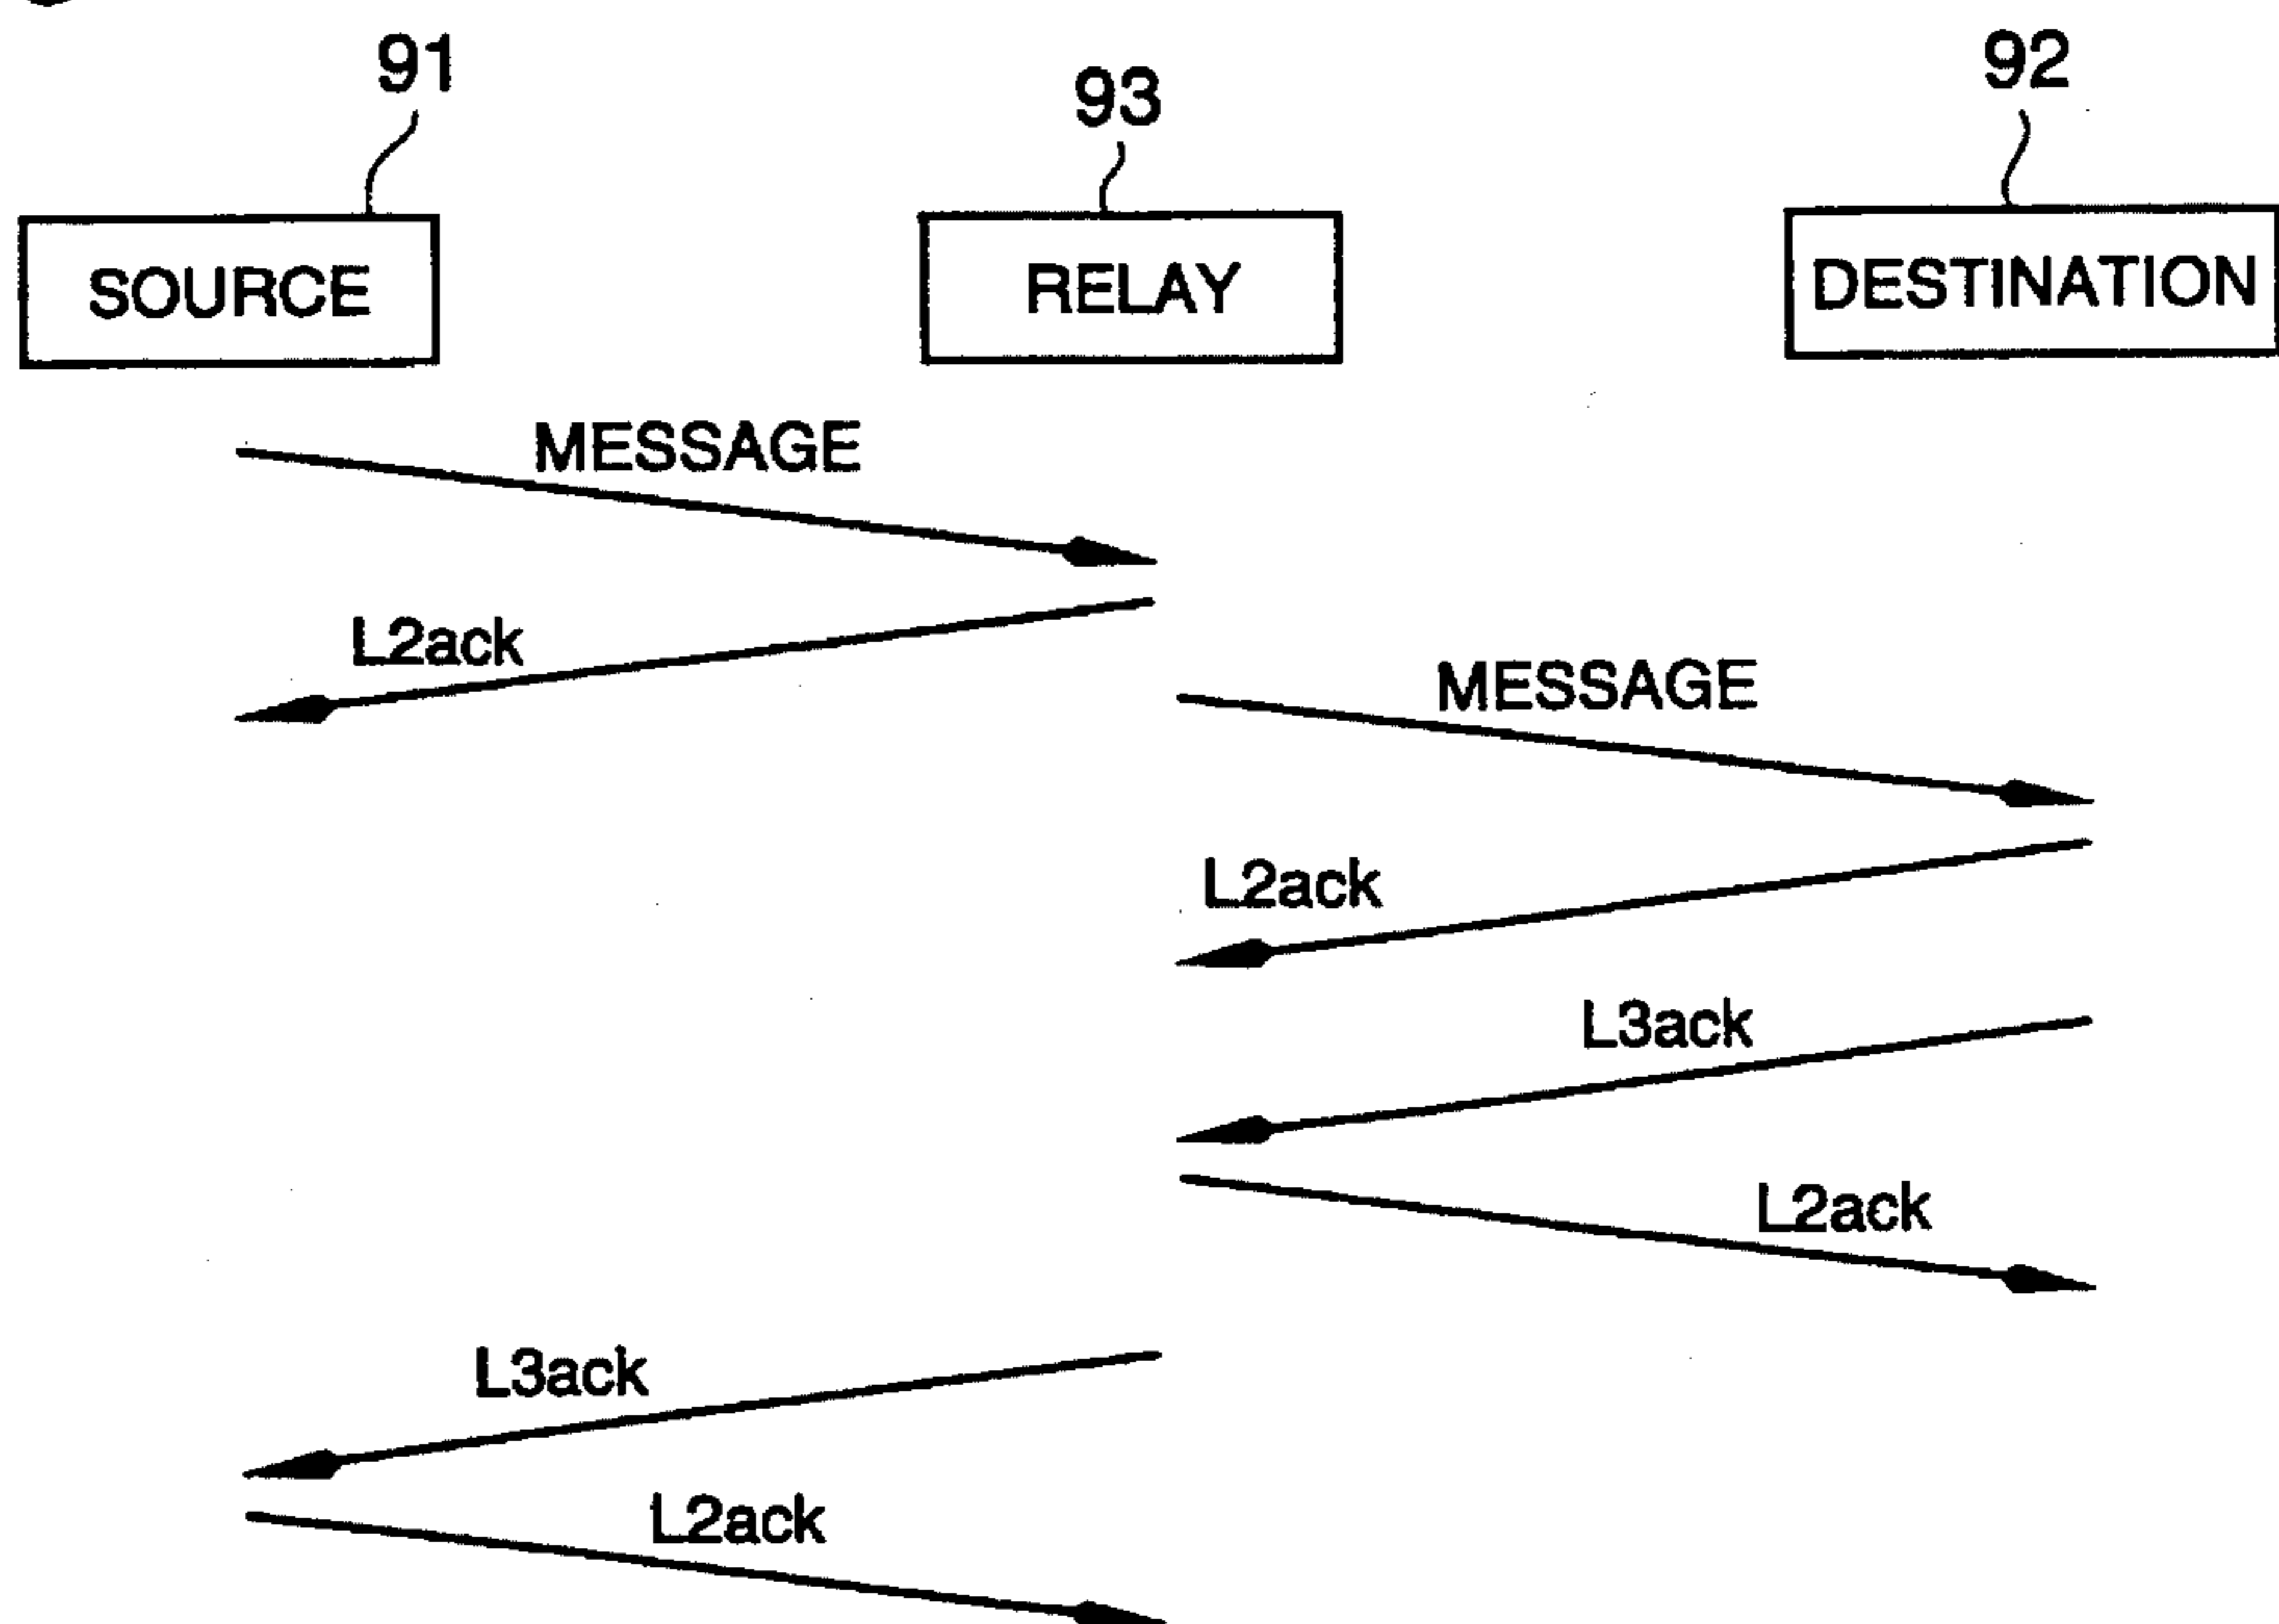 91
93
92
SOURCE
RELAY
DESTINATION
MESSAGE
L2ack
MESSAGE
L2ack
L3ack
L2ack
L3ack
L2ack